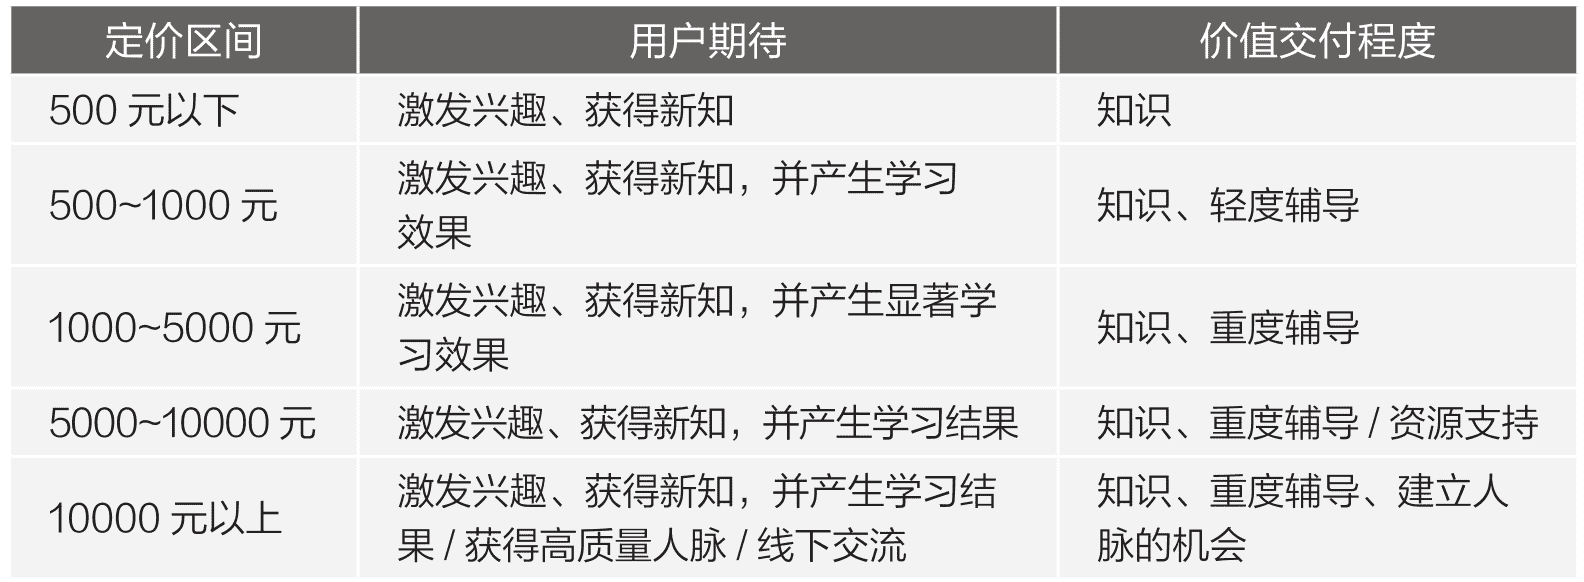 定价区间 用户期待 价值交付程度
500 元以下 激发兴趣、获得新知 知识
500~1000 元 激发兴趣、获得新知，并产生学习
效果 知识、轻度辅导
1000~5000 元 激发兴趣、获得新知，并产生显著学
习效果 知识、重度辅导
5000~10000 元 激发兴趣、获得新知，并产生学习结果 知识、重度辅导 / 资源支持
10000 元以上 激发兴趣、获得新知，并产生学习结
果 / 获得高质量人脉 / 线下交流 知识、重度辅导、建立人
脉的机会